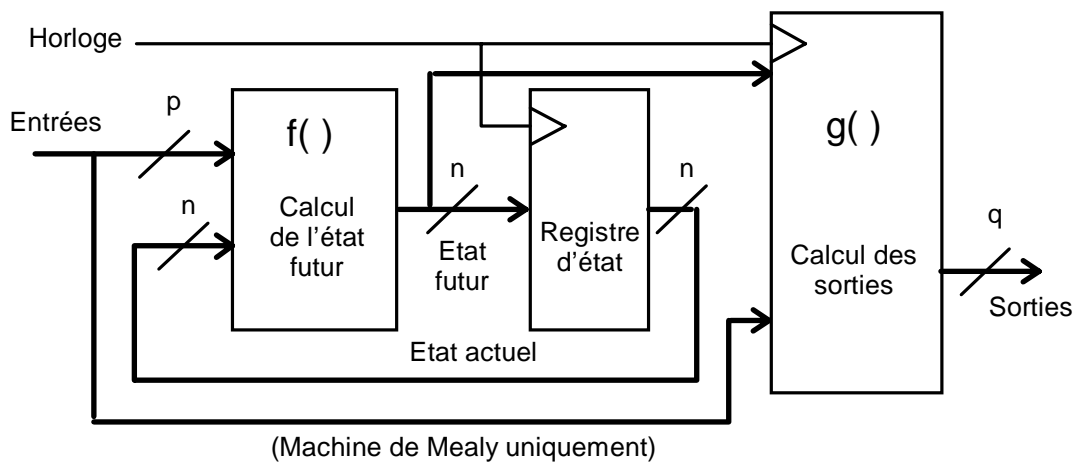 Horloge
Entrées
p
n
f( )
Calcul
de l'état
futur
n
Etat
futur
Registre
d'état
n
g( )
Calcul des
sorties
q
Sorties
Etat actuel
(Machine de Mealy uniquement)